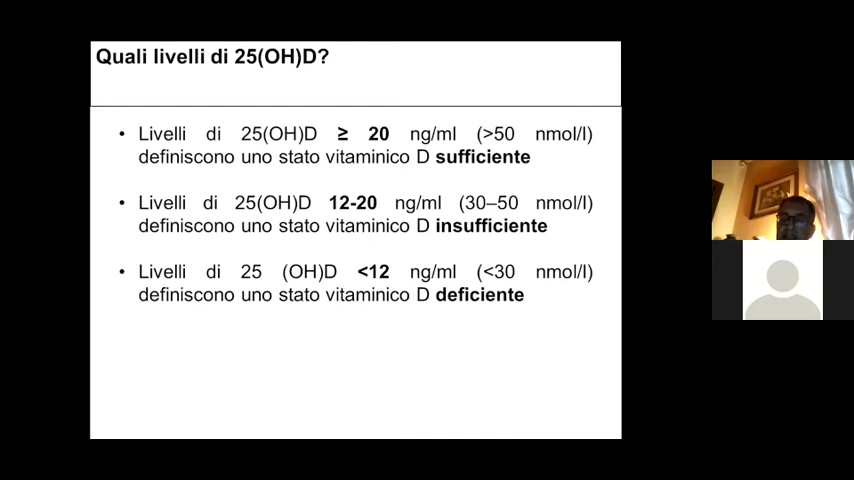 Quali livelli di 25(OH)D?
• Livelli di 25(OH)D ≥ 20 ng/ml (>50 nmol/l)
definiscono uno stato vitaminico D sufficiente
• Livelli di 25(OH)D 12-20 ng/ml (30–50 nmol/l)
definiscono uno stato vitaminico D insufficiente
• Livelli di 25 (OH)D <12 ng/ml (<30 nmol/l)
definiscono uno stato vitaminico D deficiente